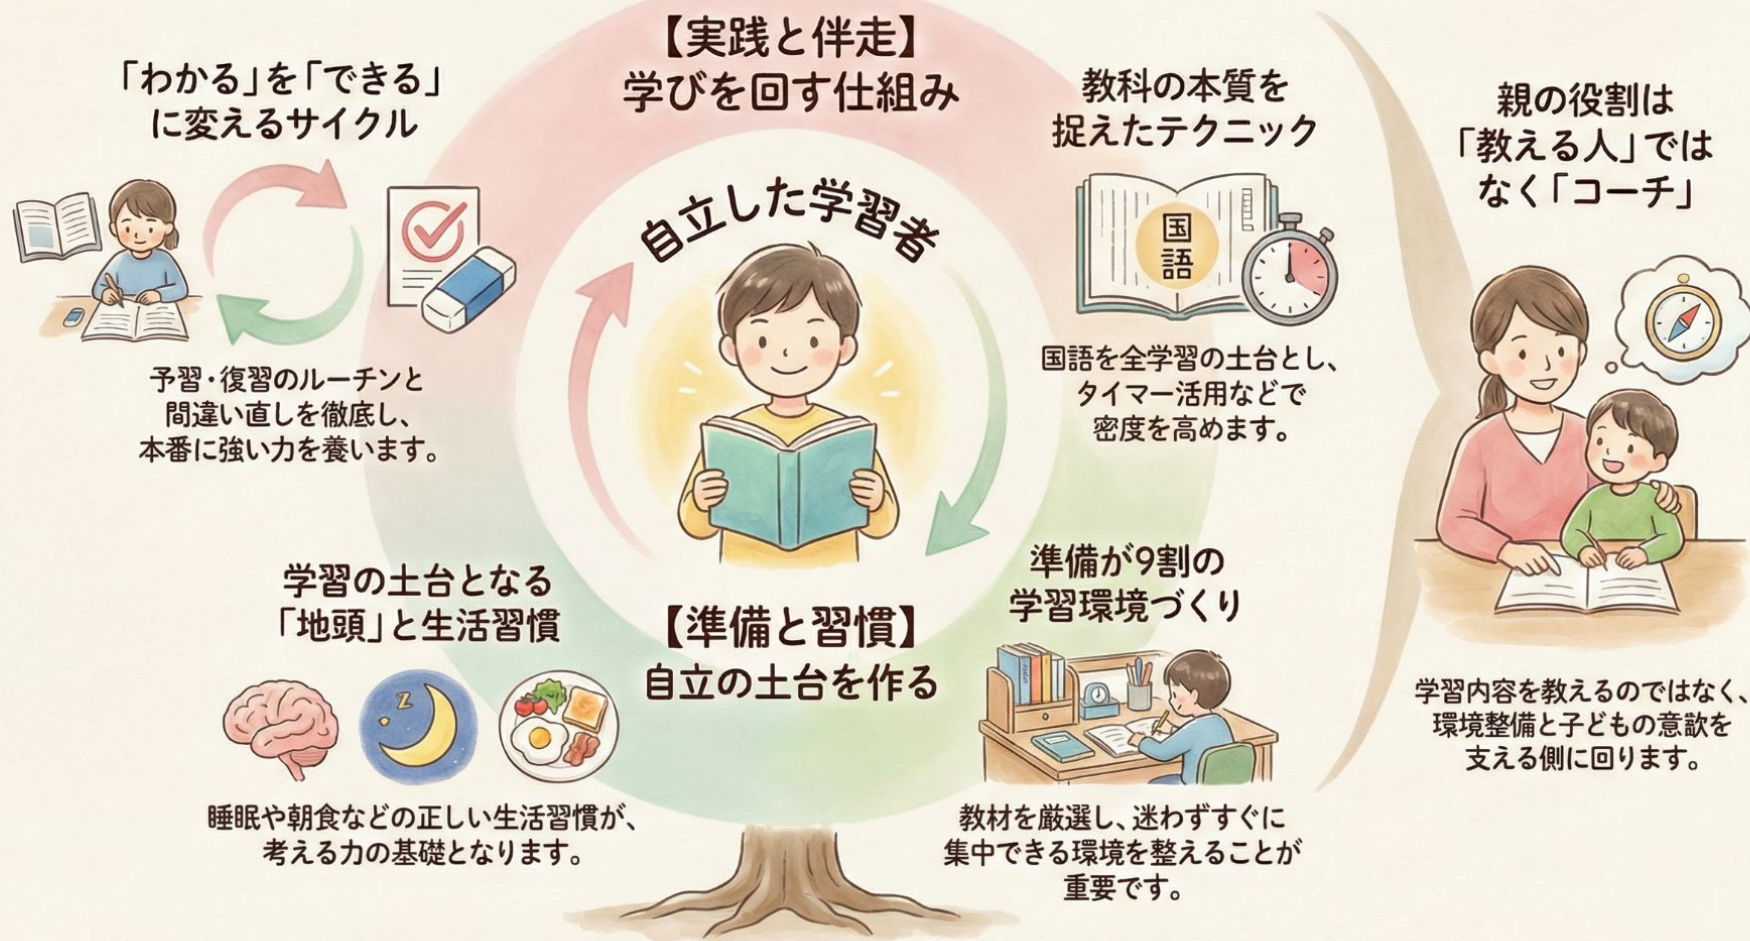 【実践と伴走】
学びを回す仕組み
「わかる」を「できる」
に変えるサイクル
予習・復習のルーチンと
間違い直しを徹底し、
本番に強い力を養います。
自立した学習者
教科の本質を
捉えたテクニック
国
語
国語を全学習の土台とし、
タイマー活用などで
密度を高めます。
学習の土台となる
「地頭」と生活習慣
z
睡眠や朝食などの正しい生活習慣が、
考える力の基礎となります。
【準備と習慣】
自立の土台を作る
準備が9割の
学習環境づくり
教材を厳選し、迷わずすぐに
集中できる環境を整えることが
重要です。
親の役割は
「教える人」では
なく「コーチ」
学習内容を教えるのではなく、
環境整備と子どもの意欲を
支える側に回ります。